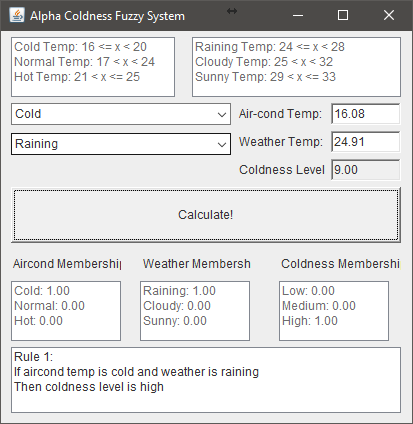 Alpha Coldness Fuzzy System
Cold Temp: 16 <= x < 20
Normal Temp: 17 < x < 24
Hot Temp: 21 < x <= 25
Raining Temp: 24 <= x < 28
Cloudy Temp: 25 < x < 32
Sunny Temp: 29 < x <= 33
Cold
Air-cond Temp:
16.08
Raining
Weather Temp:
24.91
Coldness Level
9.00
Calculate!
Aircond Membership
Weather Membersh
Coldness Membershi
Cold: 1.00
Normal: 0.00
Hot: 0.00
Raining: 1.00
Cloudy: 0.00
Sunny: 0.00
Low: 0.00
Medium: 0.00
High: 1.00
Rule 1:
If aircond temp is cold and weather is raining
Then coldness level is high